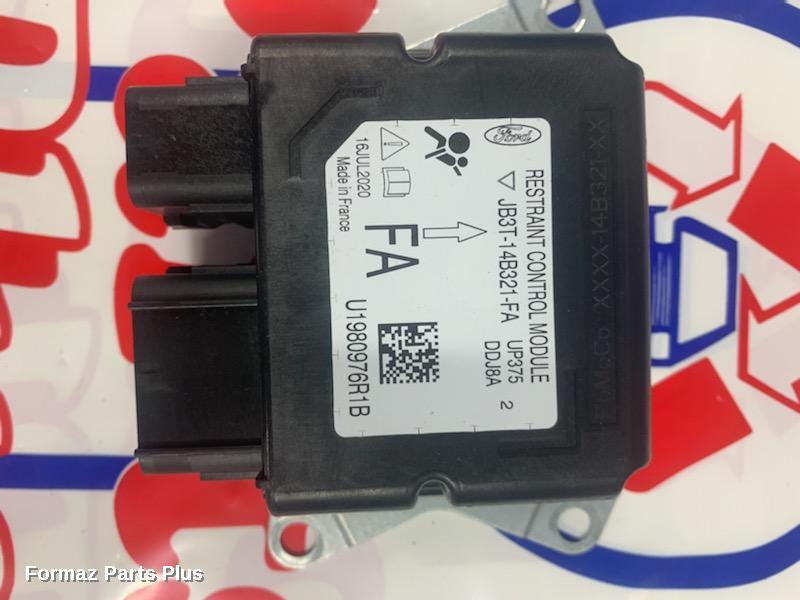 Ford
RESTRAINT CONTROL MODULE
JB3T-14B321-FA UP375 2
DDJ8A
FA
U1980976R1B
16JUL2020
Made in France
FoMoCo XXXX-14B321-XX
Formaz Parts Plus